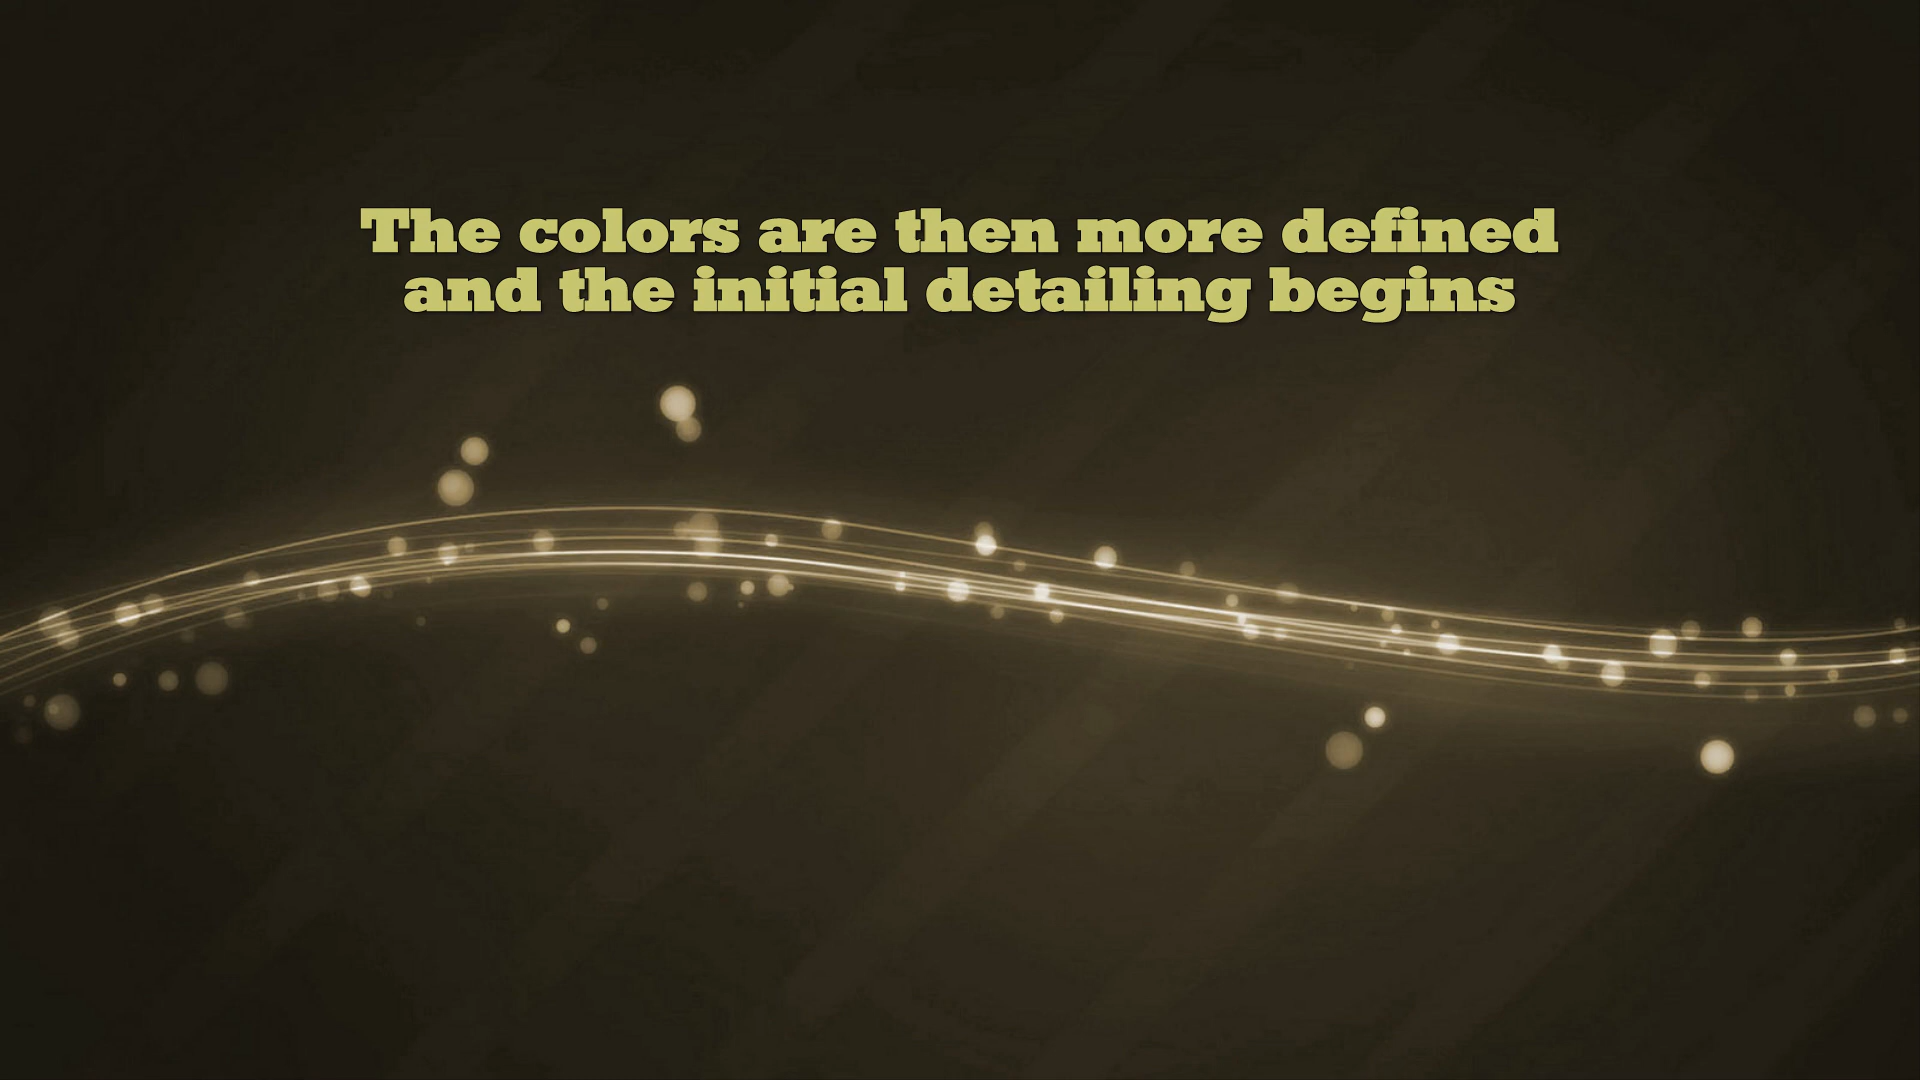 The colors are then more defined
and the initial detailing begins